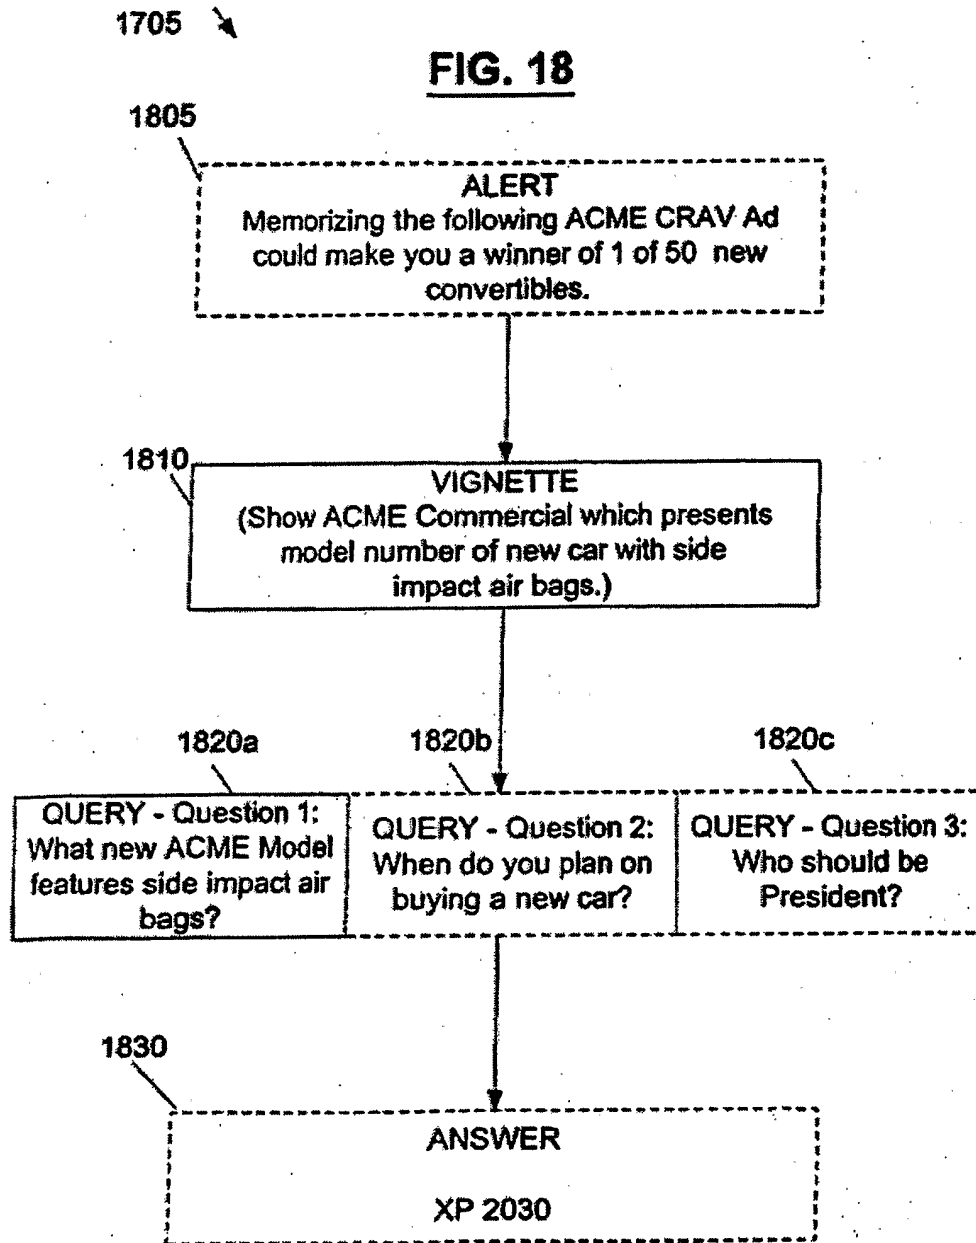 1705
FIG. 18
1805
ALERT
Memorizing the following ACME CRAV Ad
could make you a winner of 1 of 50 new
convertibles.
1810
VIGNETTE
(Show ACME Commercial which presents
model number of new car with side
impact air bags.)
1820a
1820b
1820c
QUERY - Question 1:
What new ACME Model
features side impact air
bags?
QUERY - Question 2:
When do you plan on
buying a new car?
QUERY - Question 3:
Who should be
President?
1830
ANSWER
XP 2030